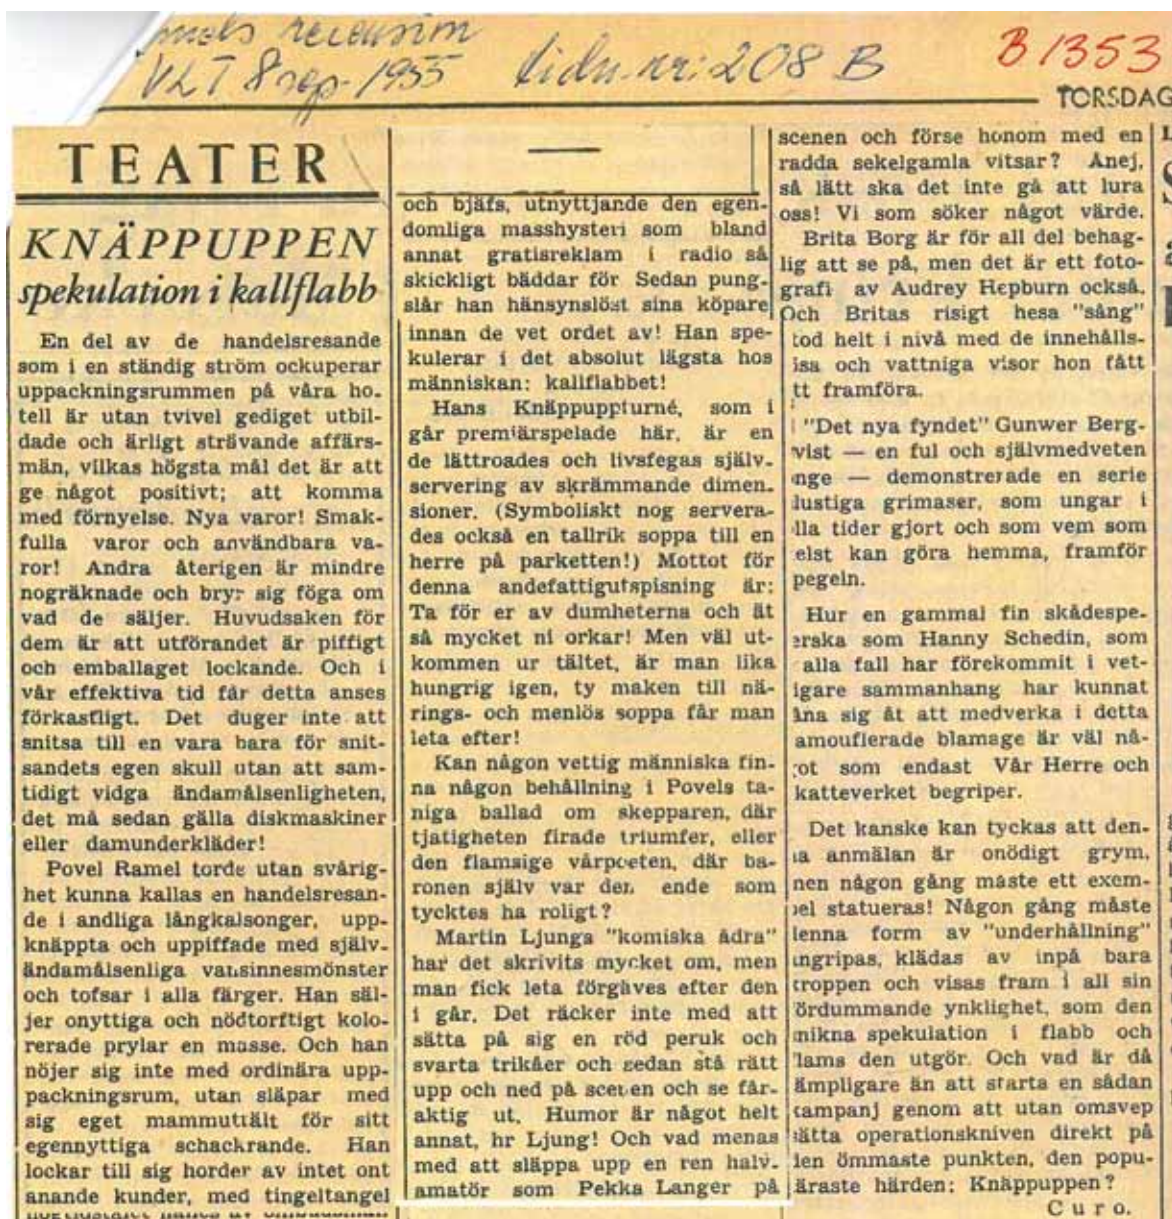 recension
VLT 8 sep. 1955 tidn. nr: 208 B
B 1353
TORSDAG
TEATER
KNÄPPUPPEN
spekulation i kallflabb
En del av de handelsresande
som i en ständig ström ockuperar
uppackningsrummen på våra ho-
tell är utan tvivel gediget utbil-
dade och ärligt strävande affärs-
män, vilkas högsta mål det är att
ge något positivt; att komma
med förnyelse. Nya varor! Smak-
fulla varor och användbara va-
ror! Andra återigen är mindre
nogräknade och bryr sig föga om
vad de säljer. Huvudsaken för
dem är att utförandet är piffigt
och emballaget lockande. Och i
vår effektiva tid får detta anses
förkastligt. Det duger inte att
snitsa till en vara bara för snit-
sandets egen skull utan att sam-
tidigt vidga ändamålsenligheten,
det må sedan gälla diskmaskiner
eller damunderkläder!
Povel Ramel torde utan svårig-
het kunna kallas en handelsresan-
de i andliga långkalsonger, upp-
knäppta och uppiffade med själv-
ändamålsenliga vansinnesmönster
och tofsar i alla färger. Han säl-
jer onyttiga och nödtorftigt kolo-
rerade prylar en masse. Och han
nöjer sig inte med ordinära upp-
packningsrum, utan släpar med
sig eget mammuttält för sitt
egennyttiga schackrande. Han
lockar till sig horder av intet ont
anande kunder, med tingeltangel
och bjäfs, utnyttjande den egen-
domliga masshysteri som bland
annat gratisreklam i radio så
skickligt bäddar för Sedan pung-
slår han hänsynslöst sina köpare
innan de vet ordet av! Han spe-
kulerar i det absolut lägsta hos
människan: kallflabbet!
Hans Knäppuppturné, som i
går premiärspelade här, är en
de lättroades och livsfegas själv-
servering av skrämmande dimen-
sioner. (Symboliskt nog servera-
des också en tallrik soppa till en
herre på parketten!) Mottot för
denna andefattigutspisning är:
Ta för er av dumheterna och ät
så mycket ni orkar! Men väl ut-
kommen ur tältet, är man lika
hungrig igen, ty maken till nä-
rings- och menlös soppa får man
leta efter!
Kan någon vettig människa fin-
na någon behållning i Povels ta-
niga ballad om skepparen, där
tjatigheten firade triumfer, eller
den flamsige vårpoeten, där ba-
ronen själv var den ende som
tycktes ha roligt?
Martin Ljungs "komiska ådra"
har det skrivits mycket om, men
man fick leta förgäves efter den
i går. Det räcker inte med att
sätta på sig en röd peruk och
svarta trikåer och sedan stå rätt
upp och ned på scenen och se får-
aktig ut. Humor är något helt
annat, hr Ljung! Och vad menas
med att släppa upp en ren halv-
amatör som Pekka Langer på
scenen och förse honom med en
radda sekelgamla vitsar? Anej,
så lätt ska det inte gå att lura
oss! Vi som söker något värde.
Brita Borg är för all del behag-
lig att se på, men det är ett foto-
grafi av Audrey Hepburn också.
Och Britas risigt hesa "sång"
tod helt i nivå med de innehålls-
ösa och vattniga visor hon fått
tt framföra.
"Det nya fyndet" Gunwer Berg-
vist — en ful och självmedveten
nge — demonstrerade en serie
lustiga grimaser, som ungar i
lla tider gjort och som vem som
elst kan göra hemma, framför
pegeln.
Hur en gammal fin skådespe-
erska som Hanny Schedin, som
alla fall har förekommit i vet-
igare sammanhang har kunnat
åna sig åt att medverka i detta
amouflerade blamage är väl nå-
ot som endast Vår Herre och
katteverket begriper.
Det kanske kan tyckas att den-
a anmälan är onödigt grym,
nen någon gång måste ett exem-
pel statueras! Någon gång måste
lenna form av "underhållning"
ngripas, klädas av inpå bara
croppen och visas fram i all sin
ördummande ynklighet, som den
nikna spekulation i flabb och
lams den utgör. Och vad är då
ämpligare än att starta en sådan
campanj genom att utan omsvep
ätta operationskniven direkt på
len ömmaste punkten, den popu-
äraste härden: Knäppuppen?
Curo.